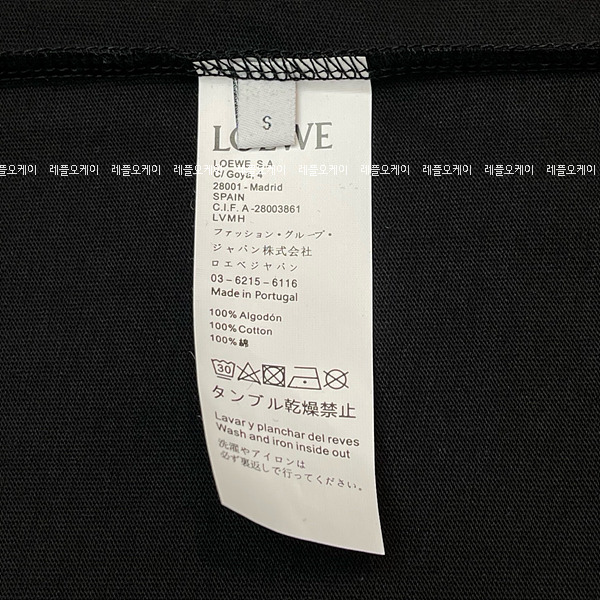 S
LOEWE
레플오케이 레플오케이 레플오케이 레플오케이 레플오케이 레플오케이 레플오케이 레플오케이 레플오케이 레플오케이
LOEWE S.A
C/ Goya, 4
28001 - Madrid
SPAIN
C.I.F. A-28003861
LVMH
ファッション・グループ・
ジャパン株式会社
ロエベジャパン
03-6215-6116
Made in Portugal
100% Algodón
100% Cotton
100% 綿
30
タンブル乾燥禁止
Lavar y planchar del reves
Wash and iron inside out
洗濯やアイロンは
必ず裏返しで行ってください。